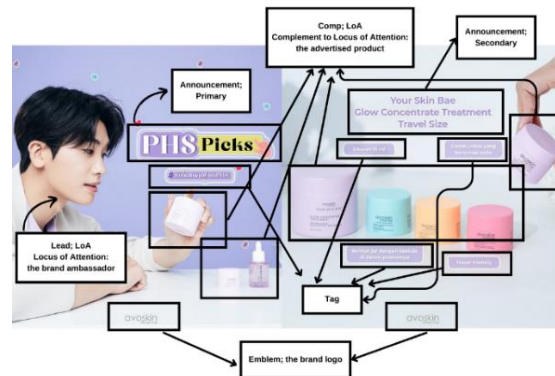 Comp; LoA
Complement to Locus of Attention:
the advertised product
Announcement;
Secondary
Announcement;
Primary
PHS Picks
Your Skin Bae
Glow Concentrate Treatment
Travel Size
Lead; LoA
Locus of Attention:
the brand ambassador
Tag
avoskin
avoskin
Emblem; the brand logo